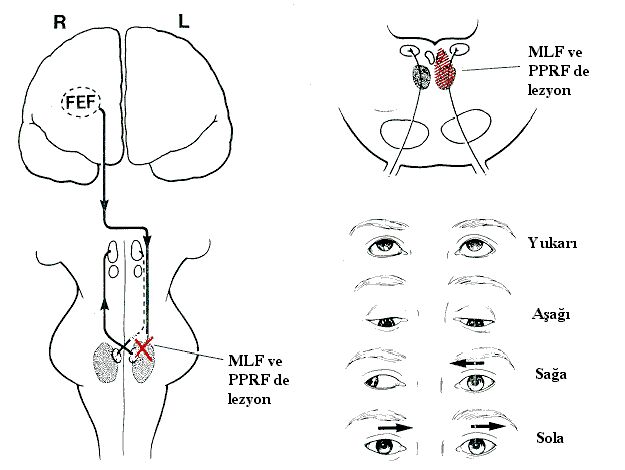 R
L
FEF
MLF ve
PPRF de
lezyon
MLF ve
PPRF de
lezyon
Yukarı
Aşağı
Sağa
Sola